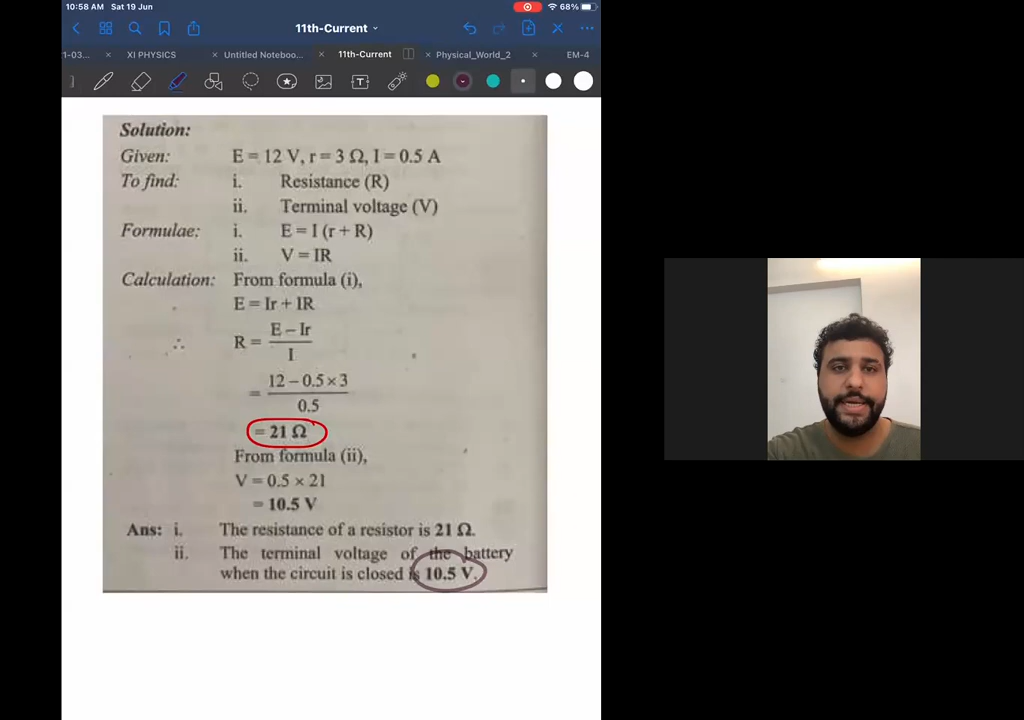 10:58 AM Sat 19 Jun
68%
11th-Current
1-03...
XI PHYSICS
Untitled Noteboo...
11th-Current
Physical_World_2
EM-4
Solution:
Given: E = 12 V, r = 3 Ω, I = 0.5 A
To find: i. Resistance (R)
ii. Terminal voltage (V)
Formulae: i. E = I (r + R)
ii. V = IR
Calculation: From formula (i),
E = Ir + IR
∴ R = (E – Ir) / I
= (12 – 0.5 × 3) / 0.5
= 21 Ω
From formula (ii),
V = 0.5 × 21
= 10.5 V
Ans: i. The resistance of a resistor is 21 Ω.
ii. The terminal voltage of the battery
when the circuit is closed is 10.5 V.